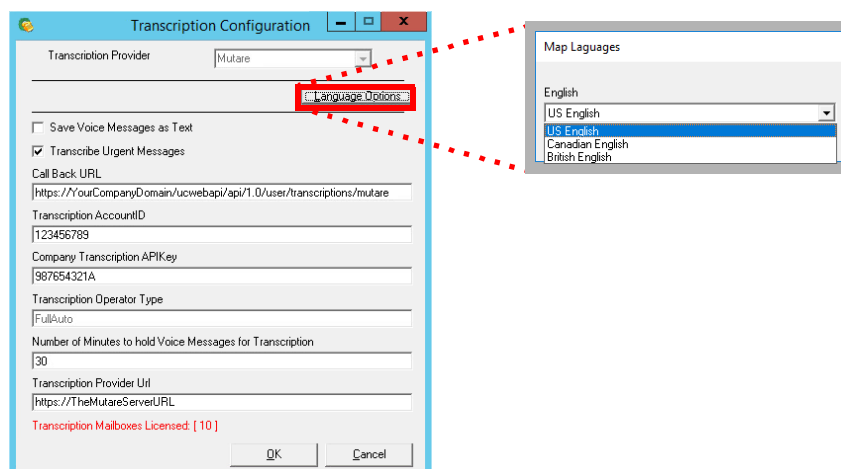 Transcription Configuration
Transcription Provider
Mutare
Language Options
Save Voice Messages as Text
Transcribe Urgent Messages
Call Back URL
https://YourCompanyDomain/ucwebapi/api/1.0/user/transcriptions/mutare
Transcription AccountID
123456789
Company Transcription APIKey
987654321A
Transcription Operator Type
FullAuto
Number of Minutes to hold Voice Messages for Transcription
30
Transcription Provider Url
https://TheMutareServerURL
Transcription Mailboxes Licensed: [ 10 ]
OK
Cancel
Map Laguages
English
US English
US English
Canadian English
British English